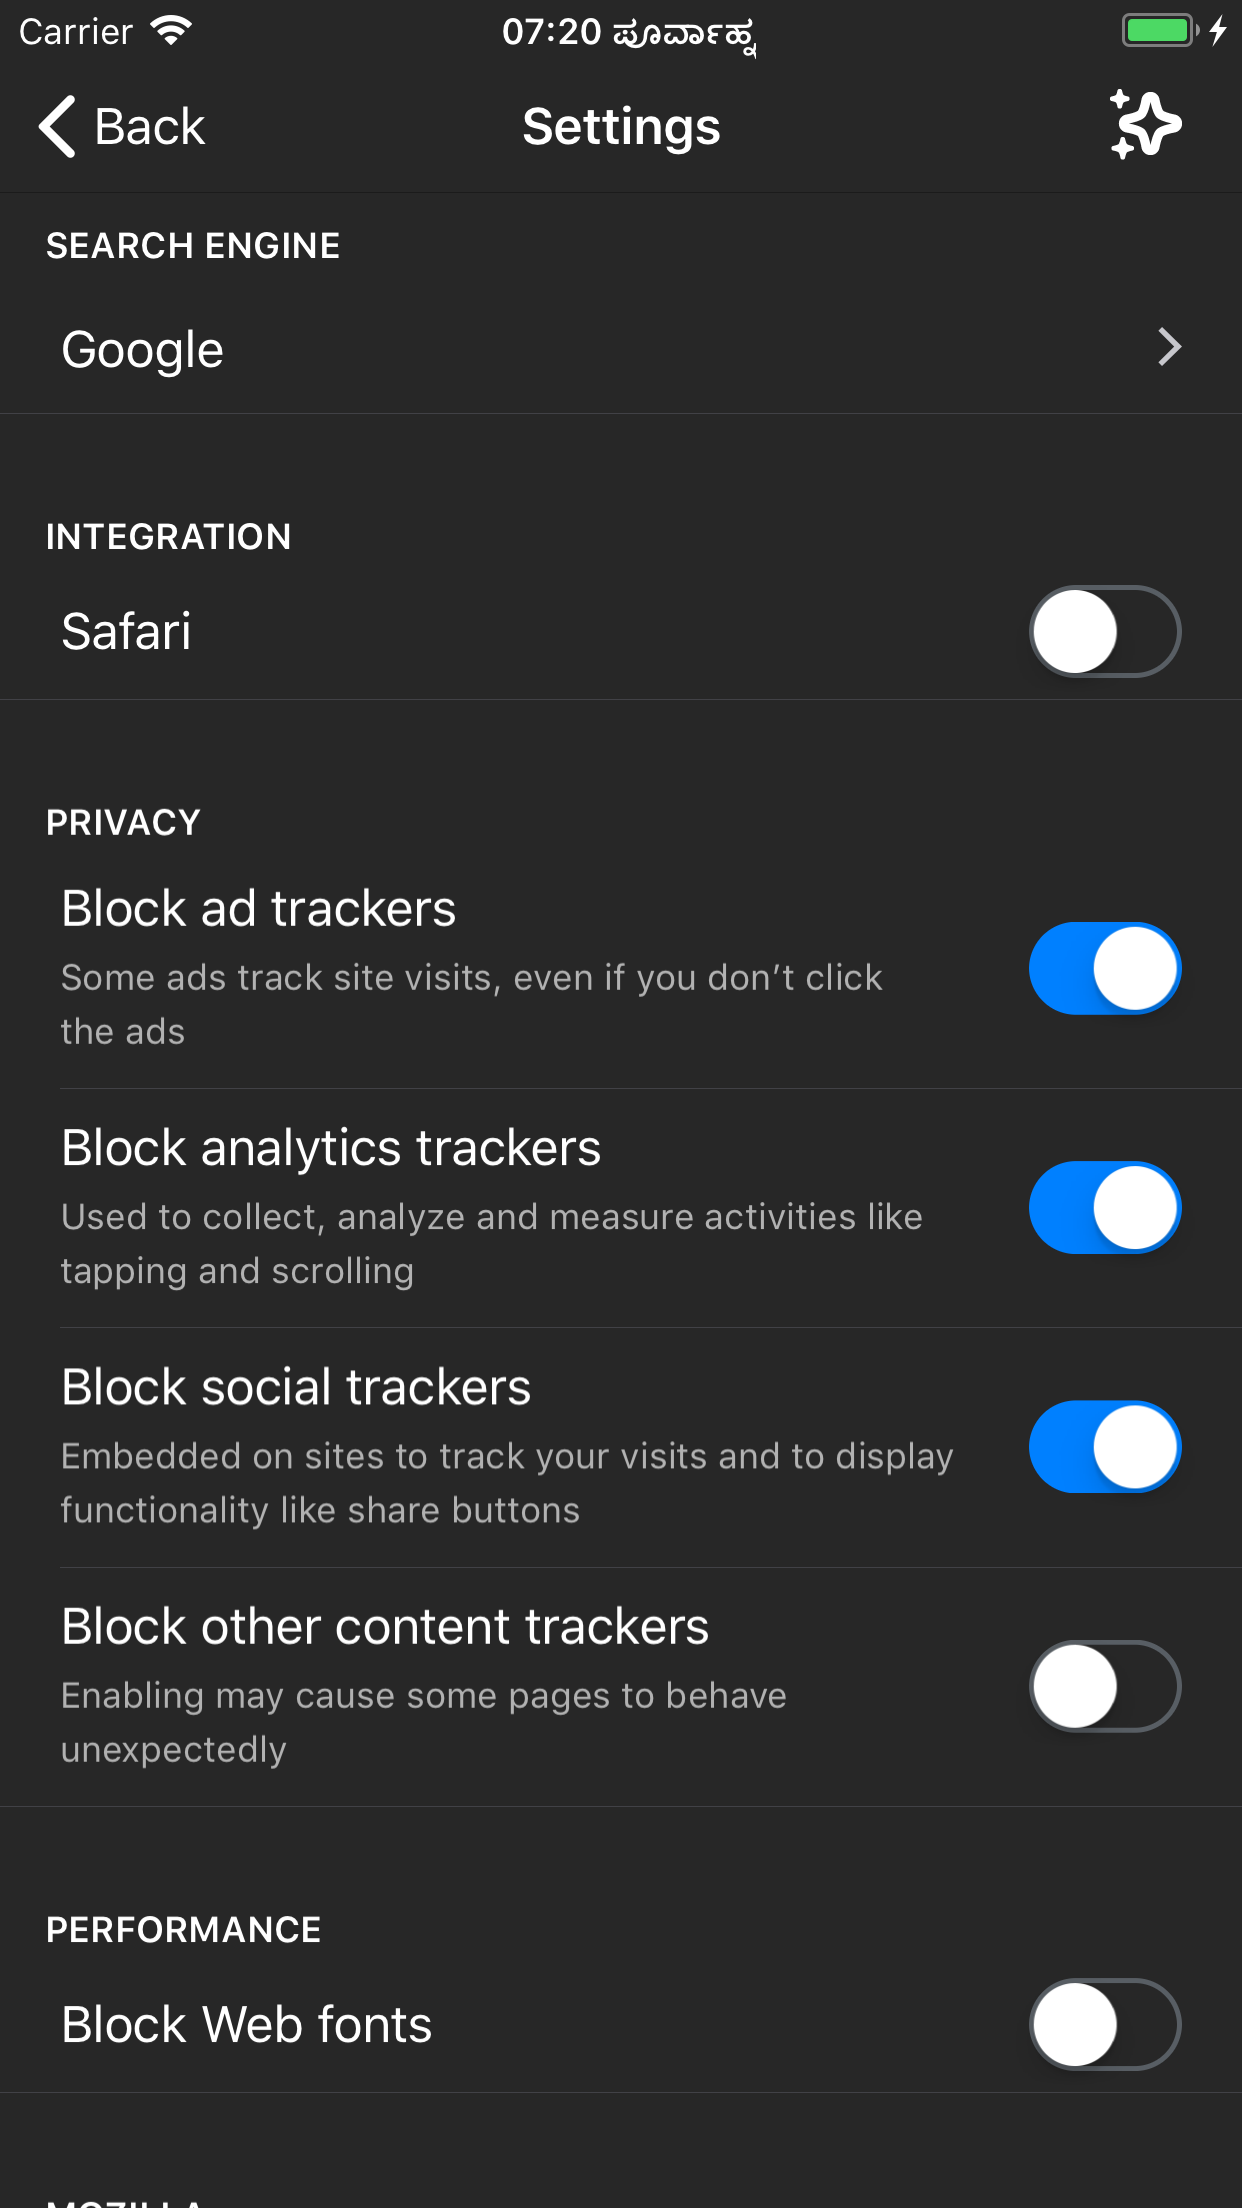 Carrier
07:20 ಪೂರ್ವಾಹ್ನ
Back
Settings
SEARCH ENGINE
Google
INTEGRATION
Safari
PRIVACY
Block ad trackers
Some ads track site visits, even if you don’t click
the ads
Block analytics trackers
Used to collect, analyze and measure activities like
tapping and scrolling
Block social trackers
Embedded on sites to track your visits and to display
functionality like share buttons
Block other content trackers
Enabling may cause some pages to behave
unexpectedly
PERFORMANCE
Block Web fonts
MOZILLA